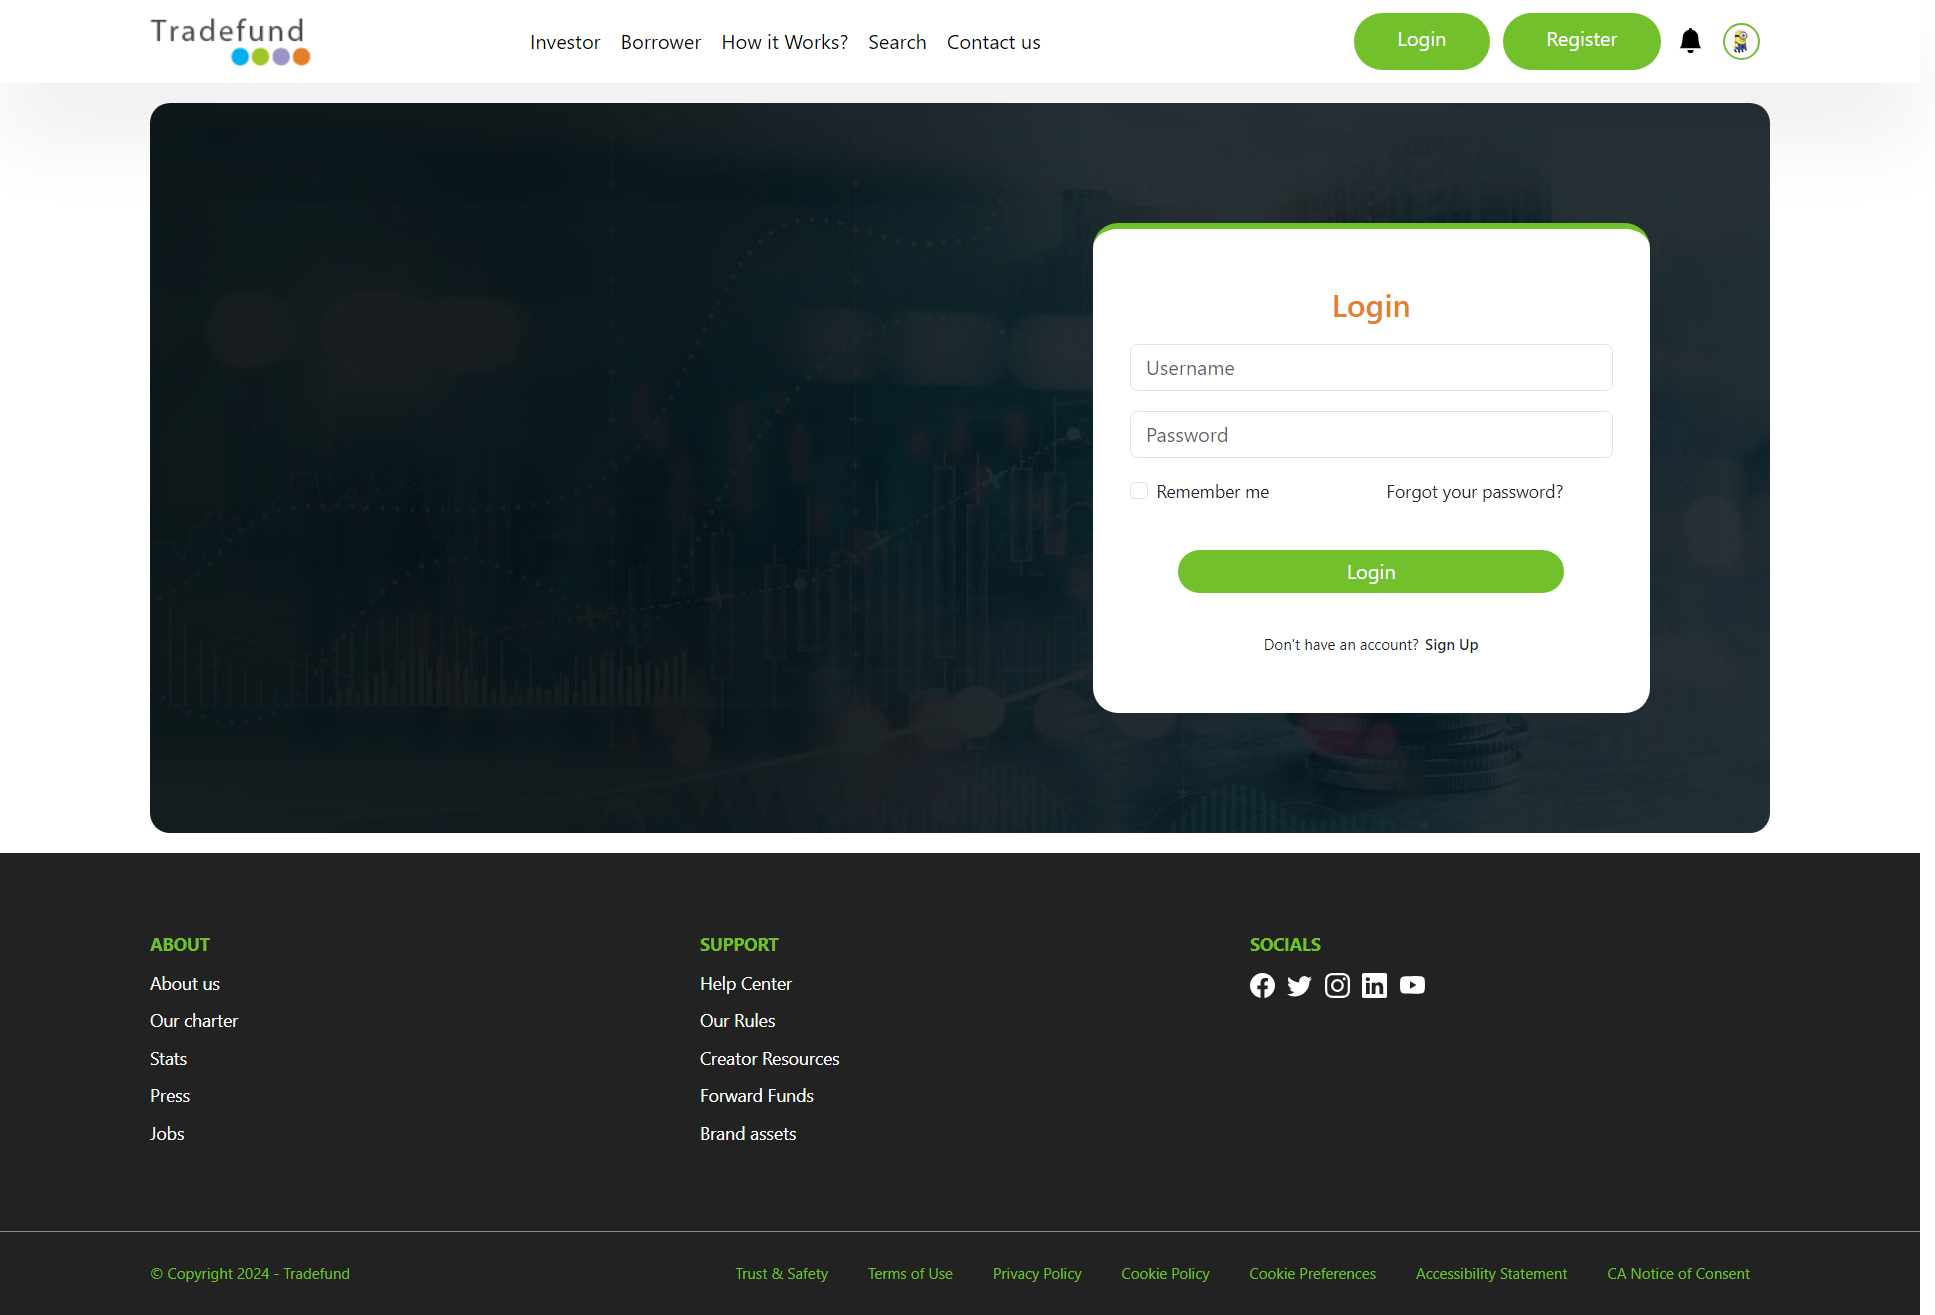 Tradefund
Investor Borrower How it Works? Search Contact us
Login Register
Login
Username
Password
Remember me Forgot your password?
Login
Don't have an account? Sign Up
ABOUT
About us
Our charter
Stats
Press
Jobs
SUPPORT
Help Center
Our Rules
Creator Resources
Forward Funds
Brand assets
SOCIALS
© Copyright 2024 - Tradefund
Trust & Safety Terms of Use Privacy Policy Cookie Policy Cookie Preferences Accessibility Statement CA Notice of Consent